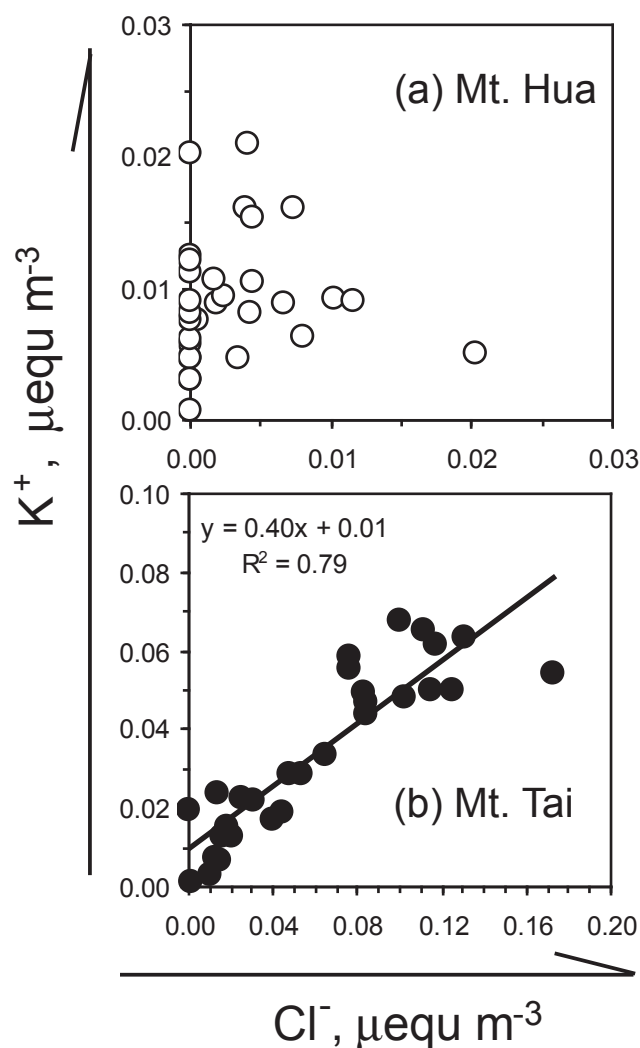 0.03
(a) Mt. Hua
0.02
0.01
0.00
0.00 0.01 0.02 0.03
K⁺, μequ m⁻³
0.10
y = 0.40x + 0.01
R² = 0.79
0.08
0.06
0.04
(b) Mt. Tai
0.02
0.00
0.00 0.04 0.08 0.12 0.16 0.20
Cl⁻, μequ m⁻³